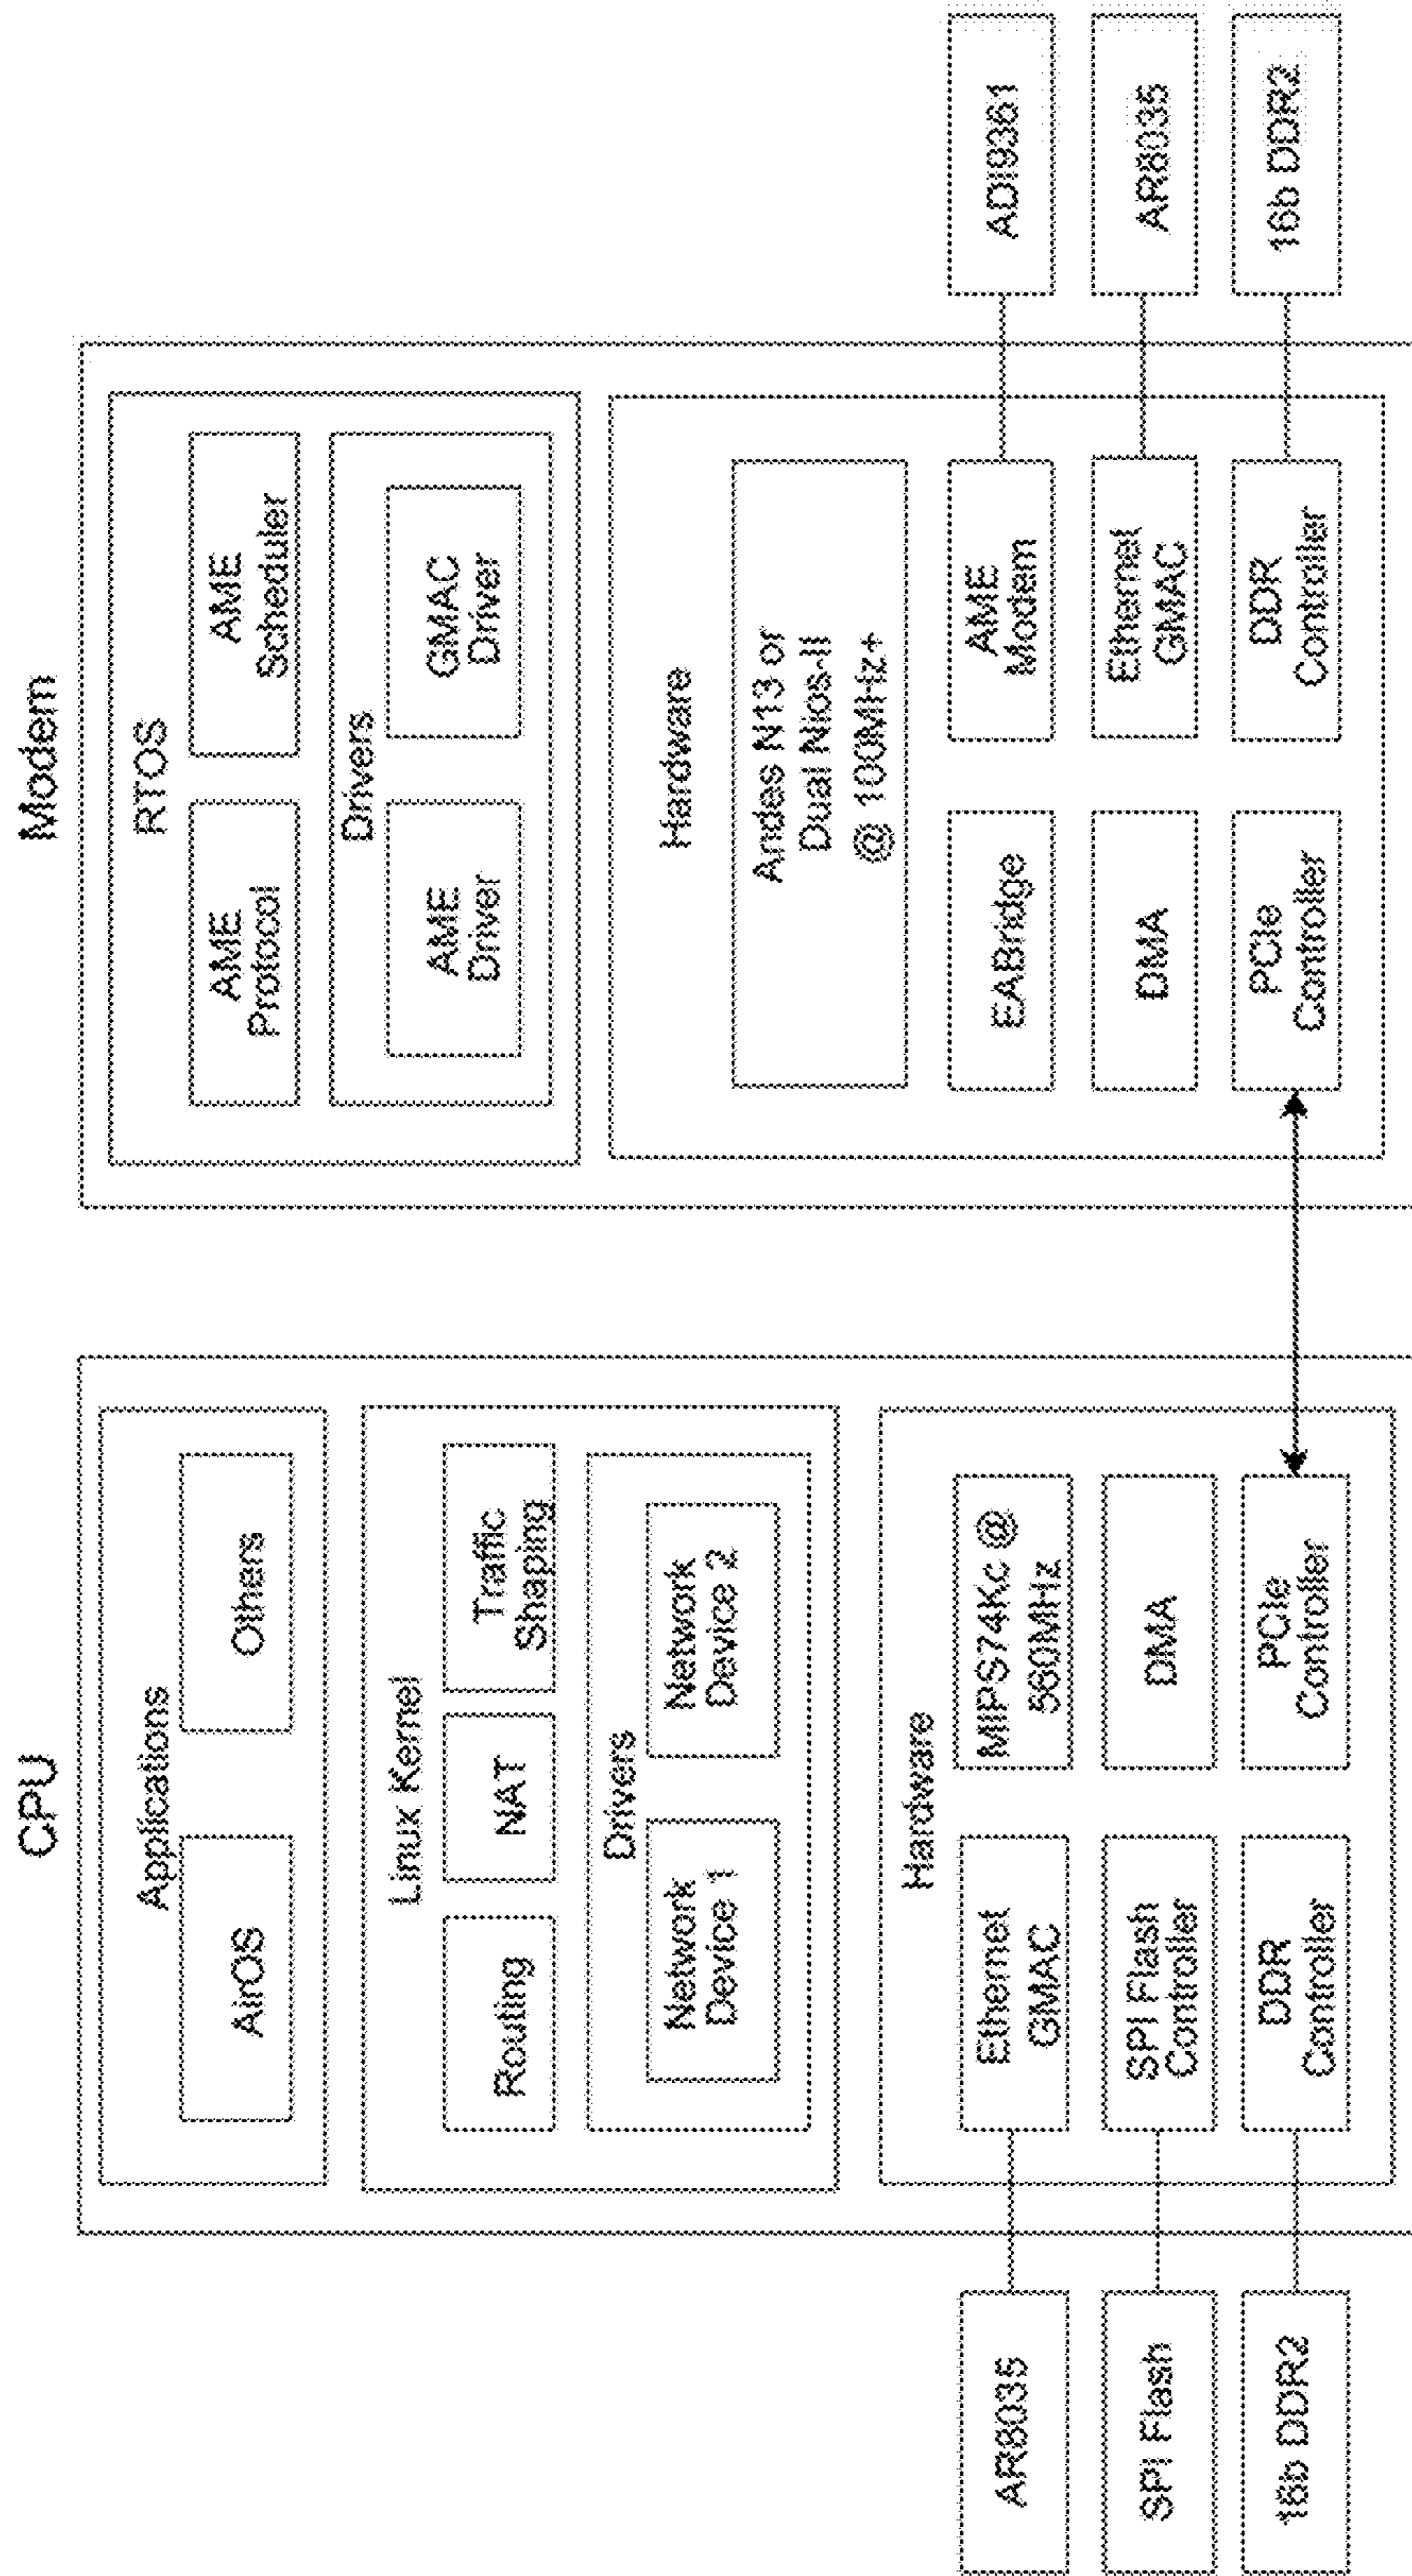 CPU
Applications
AirOS
Others
Linux Kernel
Routing
NAT
Traffic
Shaping
Drivers
Network
Device 1
Network
Device 2
Hardware
Ethernet
GMAC
MIPS74Kc @
560MHz
SPI Flash
Controller
DMA
DDR
Controller
PCIe
Controller
AR8035
SPI Flash
16b DDR2
Modem
RTOS
AME
Protocol
AME
Scheduler
Drivers
AME
Driver
GMAC
Driver
Hardware
Andes N13 or
Dual Nios-II
@ 100MHz+
EABridge
AME
Modem
DMA
Ethernet
GMAC
PCIe
Controller
DDR
Controller
ADI9361
AR8035
16b DDR2